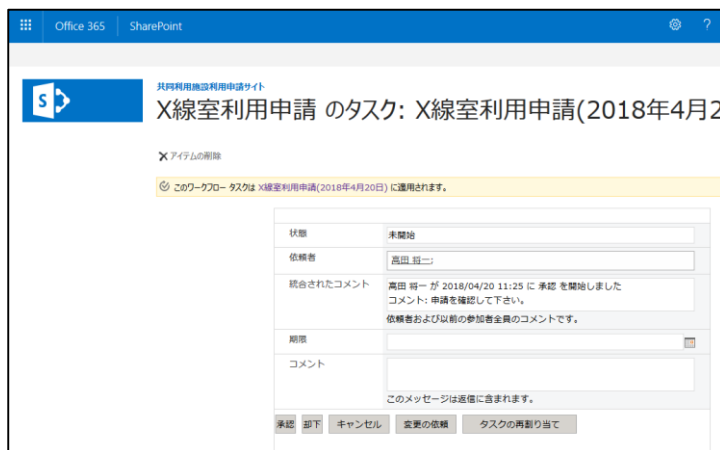 Office 365 SharePoint ?
S
共同利用施設利用申請サイト
X線室利用申請 のタスク: X線室利用申請(2018年4月2
アイテムの削除
このワークフロー タスクは X線室利用申請(2018年4月20日) に適用されます。
状態 未開始
依頼者 高田 将一;
統合されたコメント 高田 将一 が 2018/04/20 11:25 に 承認 を開始しました
コメント: 申請を確認して下さい。
依頼者および以前の参加者全員のコメントです。
期限
コメント
このメッセージは返信に含まれます。
承認 却下 キャンセル 変更の依頼 タスクの再割り当て